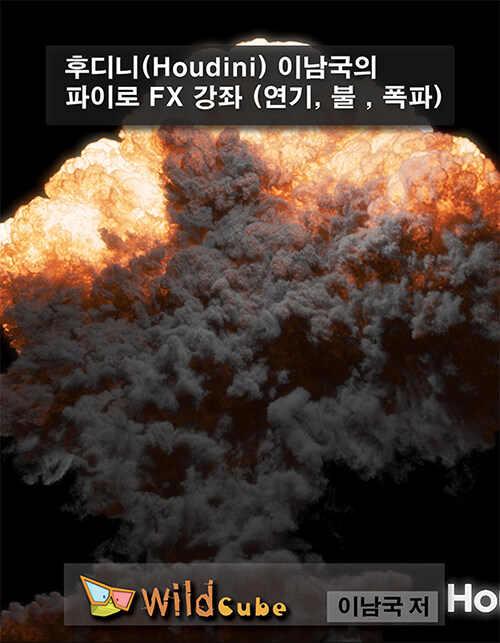 후디니(Houdini) 이남국의
파이로 FX 강좌 (연기, 불 , 폭파)
Wildcube
이남국 저
Hou